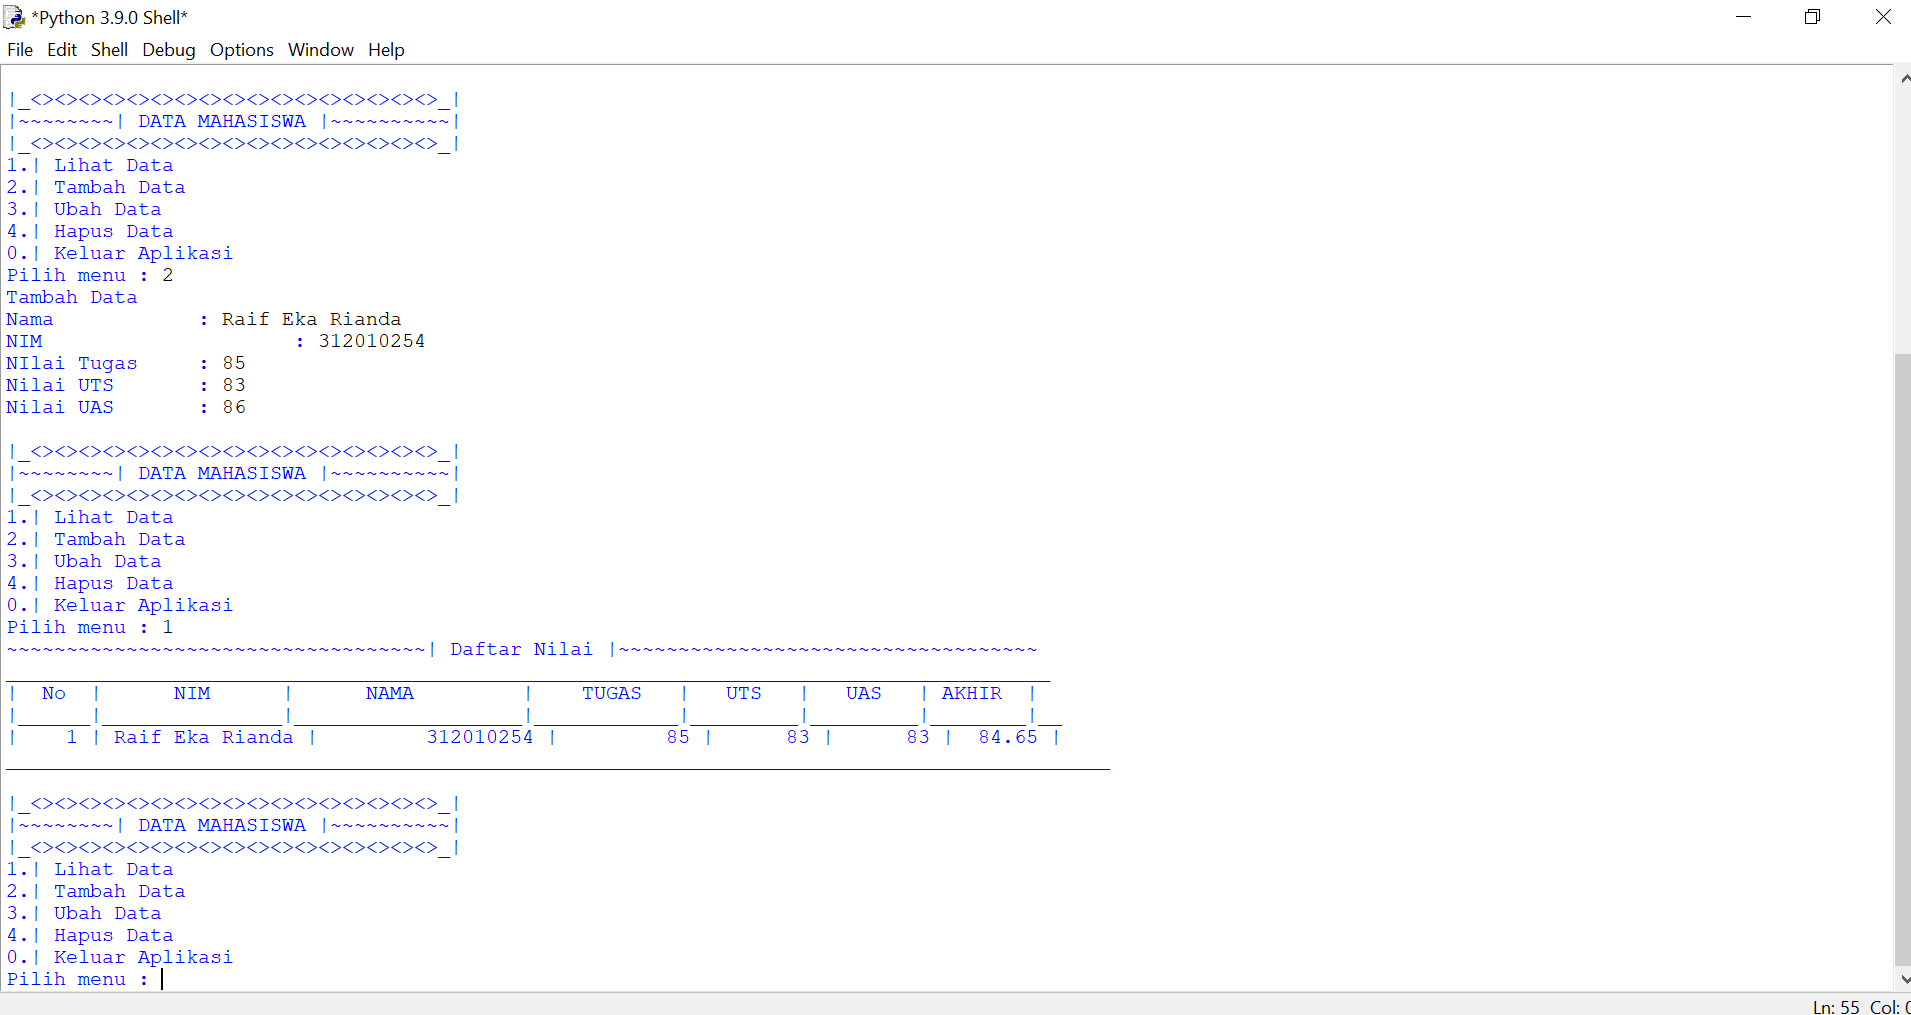 *Python 3.9.0 Shell*
File Edit Shell Debug Options Window Help
|_<><><><><><><><><><><><><><><><><>_|
|~~~~~~~~| DATA MAHASISWA |~~~~~~~~~~|
|_<><><><><><><><><><><><><><><><><>_|
1.| Lihat Data
2.| Tambah Data
3.| Ubah Data
4.| Hapus Data
0.| Keluar Aplikasi
Pilih menu : 2
Tambah Data
Nama : Raif Eka Rianda
NIM : 312010254
NIlai Tugas : 85
Nilai UTS : 83
Nilai UAS : 86
|_<><><><><><><><><><><><><><><><><>_|
|~~~~~~~~| DATA MAHASISWA |~~~~~~~~~~|
|_<><><><><><><><><><><><><><><><><>_|
1.| Lihat Data
2.| Tambah Data
3.| Ubah Data
4.| Hapus Data
0.| Keluar Aplikasi
Pilih menu : 1
~~~~~~~~~~~~~~~~~~~~~~~~~~~~~~~~~~~| Daftar Nilai |~~~~~~~~~~~~~~~~~~~~~~~~~~~~~~~~~~~
_______________________________________________________________________________________
| No | NIM | NAMA | TUGAS | UTS | UAS | AKHIR |
|______|_______________|___________________|____________|_________|_________|________|__
| 1 | Raif Eka Rianda | 312010254 | 85 | 83 | 83 | 84.65 |
____________________________________________________________________________________________
|_<><><><><><><><><><><><><><><><><>_|
|~~~~~~~~| DATA MAHASISWA |~~~~~~~~~~|
|_<><><><><><><><><><><><><><><><><>_|
1.| Lihat Data
2.| Tambah Data
3.| Ubah Data
4.| Hapus Data
0.| Keluar Aplikasi
Pilih menu :
Ln: 55 Col: 0